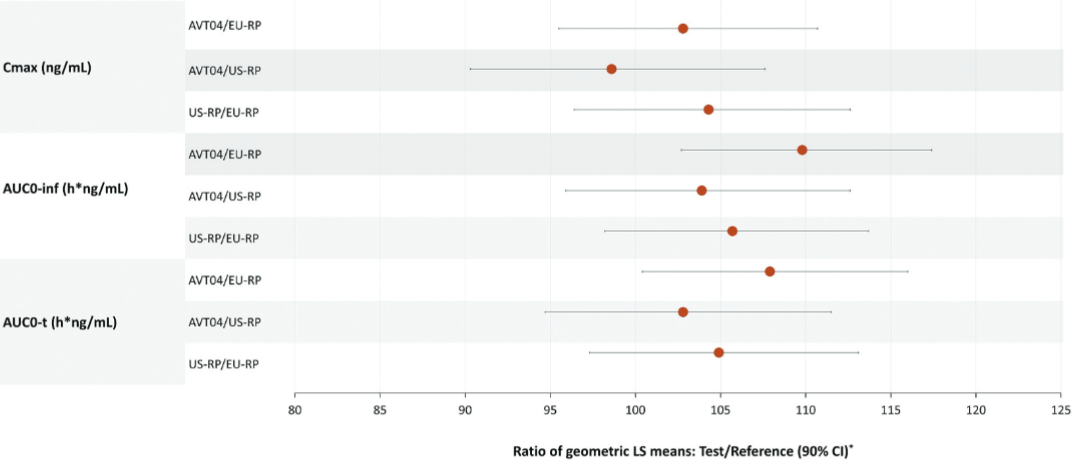 AVT04/EU-RP
Cmax (ng/mL)
AVT04/US-RP
US-RP/EU-RP
AVT04/EU-RP
AUC0-inf (h*ng/mL)
AVT04/US-RP
US-RP/EU-RP
AVT04/EU-RP
AUC0-t (h*ng/mL)
AVT04/US-RP
US-RP/EU-RP
80 85 90 95 100 105 110 115 120 125
Ratio of geometric LS means: Test/Reference (90% CI)*